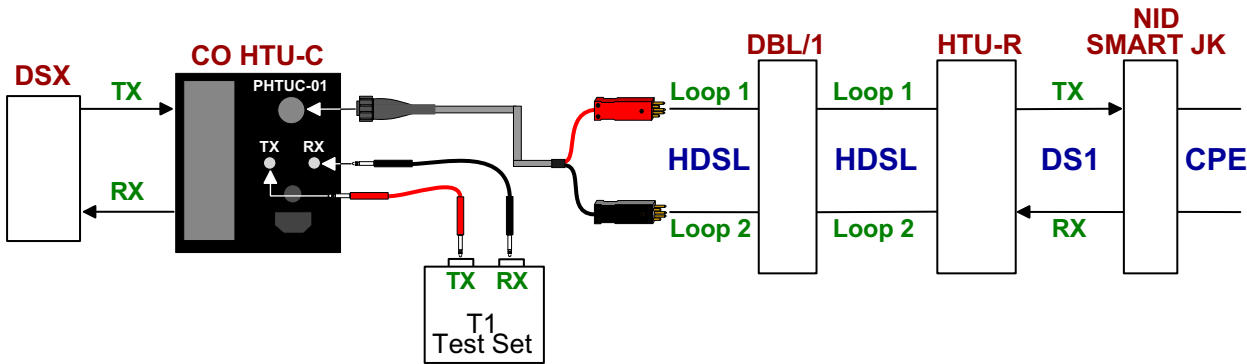 DSX
TX
RX
CO HTU-C
PHTUC-01
TX RX
TX RX
T1
Test Set
Loop 1
HDSL
Loop 2
DBL/1
Loop 1
HDSL
Loop 2
HTU-R
TX
DS1
RX
NID
SMART JK
CPE